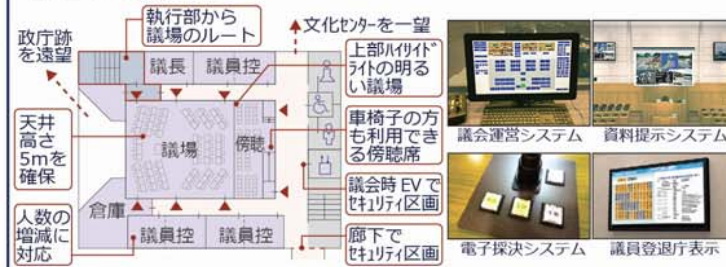 執行部から
議場のルート
文化センターを一望
政庁跡
を遠望
議長
議員控
上部ハイサイド
ライトの明る
い議場
天井
高さ
5mを
確保
議場
傍聴
車椅子の方
も利用でき
る傍聴席
倉庫
議会時EVで
セキュリティ区画
人数の
増減に
対応
議員控
議員控
廊下で
セキュリティ区画
議会運営システム
資料提示システム
電子採決システム
議員登退庁表示